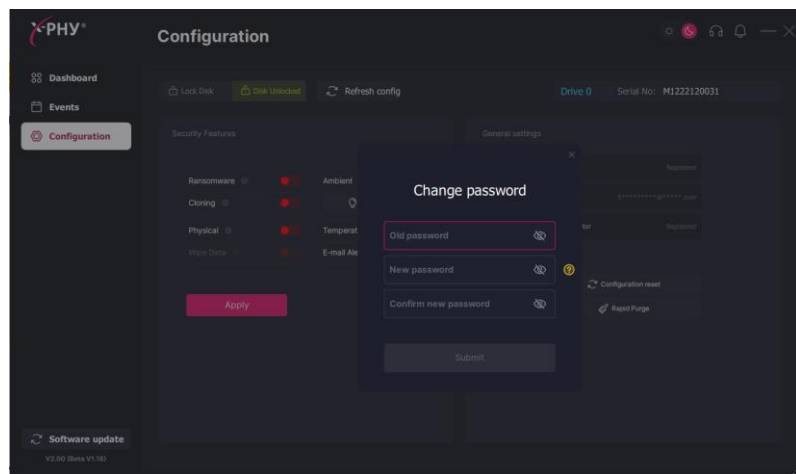 X-PHY®
Configuration
Dashboard
Events
Configuration
Lock Disk
Disk Unlocked
Refresh config
Drive 0
Serial No: M1222120031
Security Features
General settings
Ransomware
Ambient
Registered
Cloning
Physical
Temperat
Registered
Wipe Data
E-mail Ale
Change password
Old password
New password
Confirm new password
Submit
Configuration reset
Rapid Purge
Apply
Software update
V2.00 (Beta V1.16)